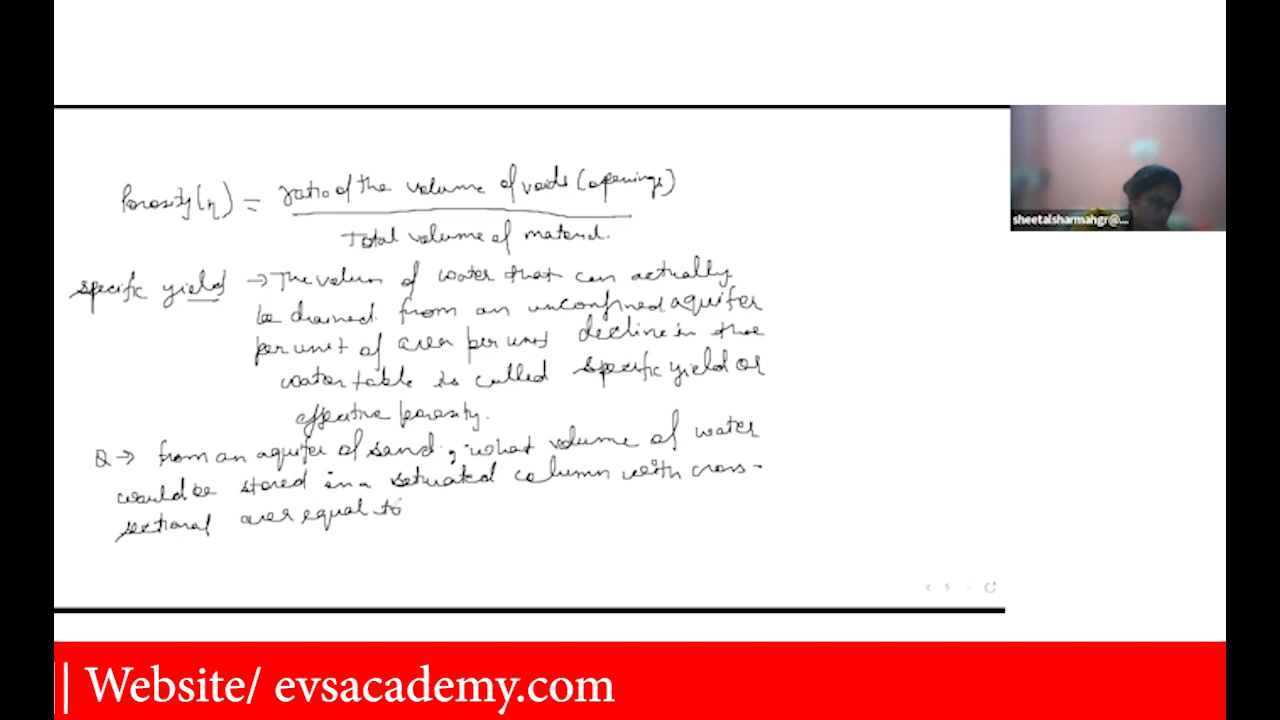 Porosity (η) = ratio of the volume of voids (openings)
Total volume of material.
specific yield → The volum of water that can actually
be drained from an unconfined aquifer
per unit of area per unit decline in the
water table is called specific yield or
effective porosity.
Q → from an aquifer of sand, what volume of water
would be stored in a saturated column with cross-
sectional area equal to
sheetalsharmahgr@...
5
|| Website/ evsacademy.com